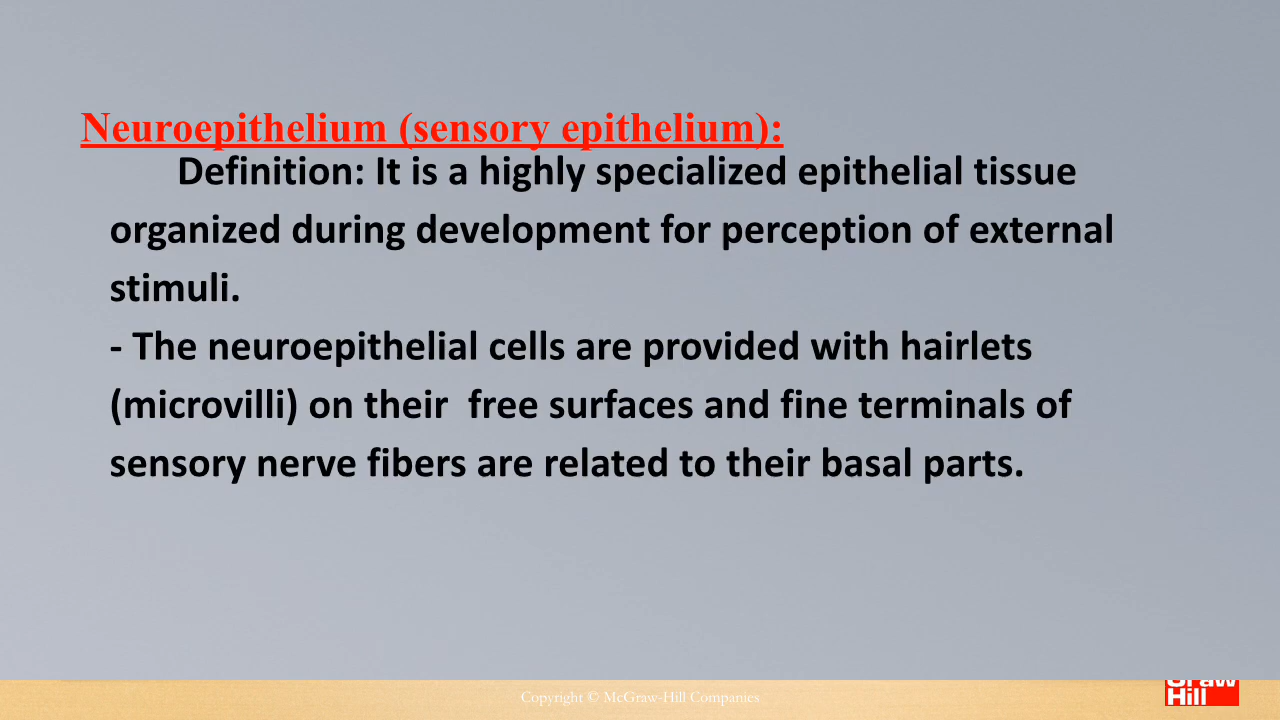 Neuroepithelium (sensory epithelium):
Definition: It is a highly specialized epithelial tissue
organized during development for perception of external
stimuli.
- The neuroepithelial cells are provided with hairlets
(microvilli) on their  free surfaces and fine terminals of
sensory nerve fibers are related to their basal parts.
Copyright © McGraw-Hill Companies
Graw
Hill